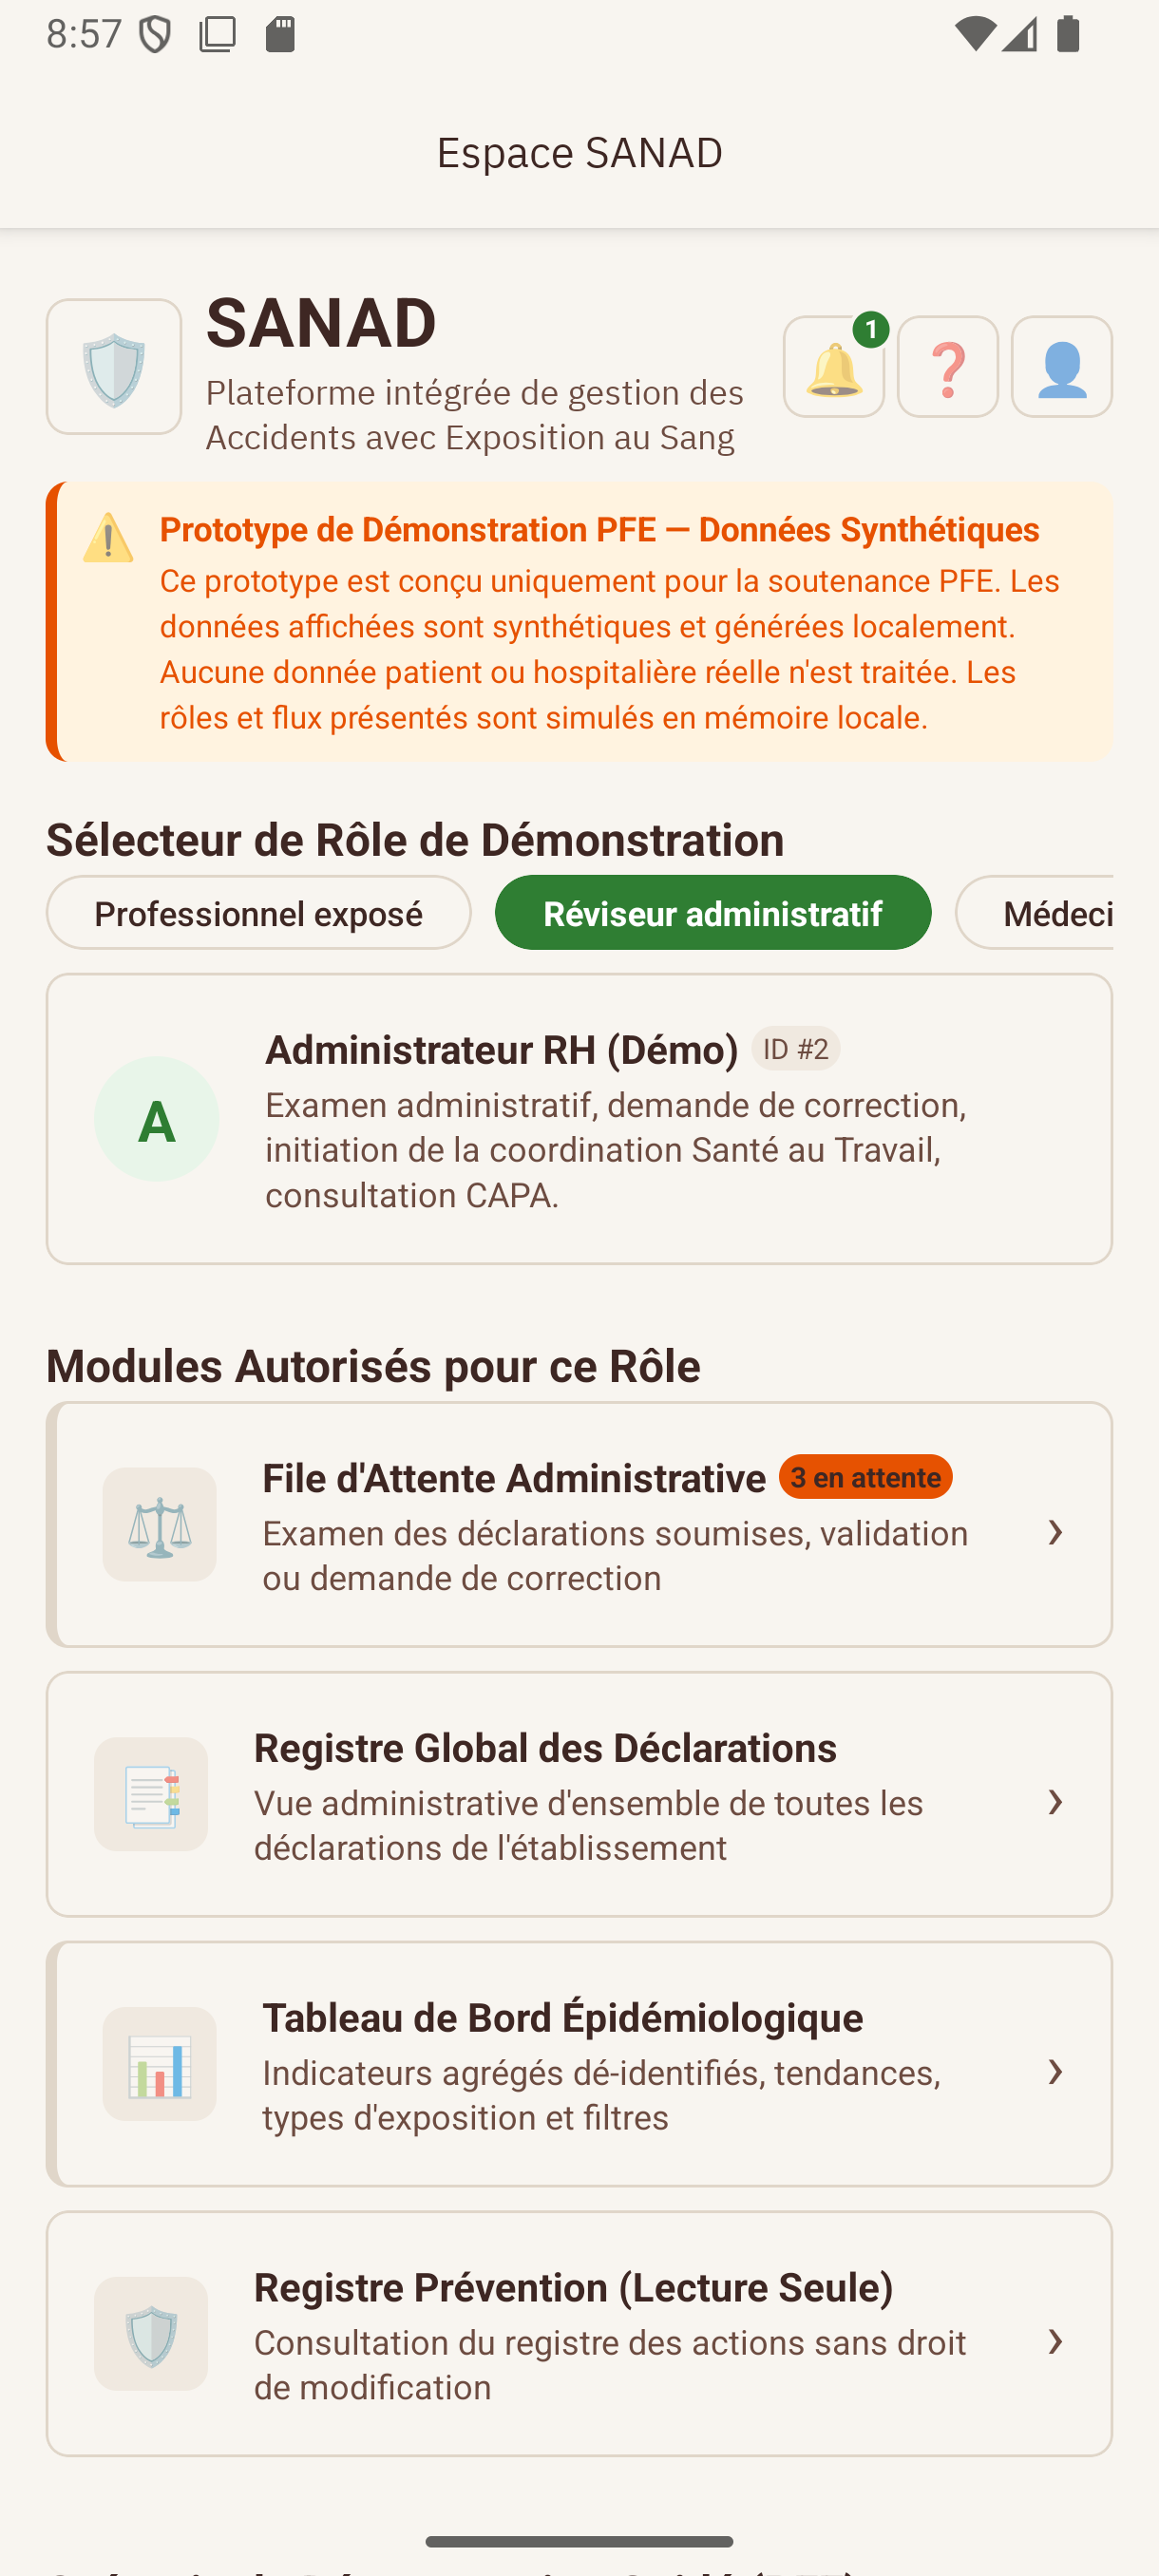 8:57
Espace SANAD
SANAD
Plateforme intégrée de gestion des
Accidents avec Exposition au Sang
1
Prototype de Démonstration PFE — Données Synthétiques
Ce prototype est conçu uniquement pour la soutenance PFE. Les
données affichées sont synthétiques et générées localement.
Aucune donnée patient ou hospitalière réelle n'est traitée. Les
rôles et flux présentés sont simulés en mémoire locale.
Sélecteur de Rôle de Démonstration
Professionnel exposé
Réviseur administratif
Médeci
A
Administrateur RH (Démo) ID #2
Examen administratif, demande de correction,
initiation de la coordination Santé au Travail,
consultation CAPA.
Modules Autorisés pour ce Rôle
File d'Attente Administrative 3 en attente
Examen des déclarations soumises, validation
ou demande de correction
Registre Global des Déclarations
Vue administrative d'ensemble de toutes les
déclarations de l'établissement
Tableau de Bord Épidémiologique
Indicateurs agrégés dé-identifiés, tendances,
types d'exposition et filtres
Registre Prévention (Lecture Seule)
Consultation du registre des actions sans droit
de modification